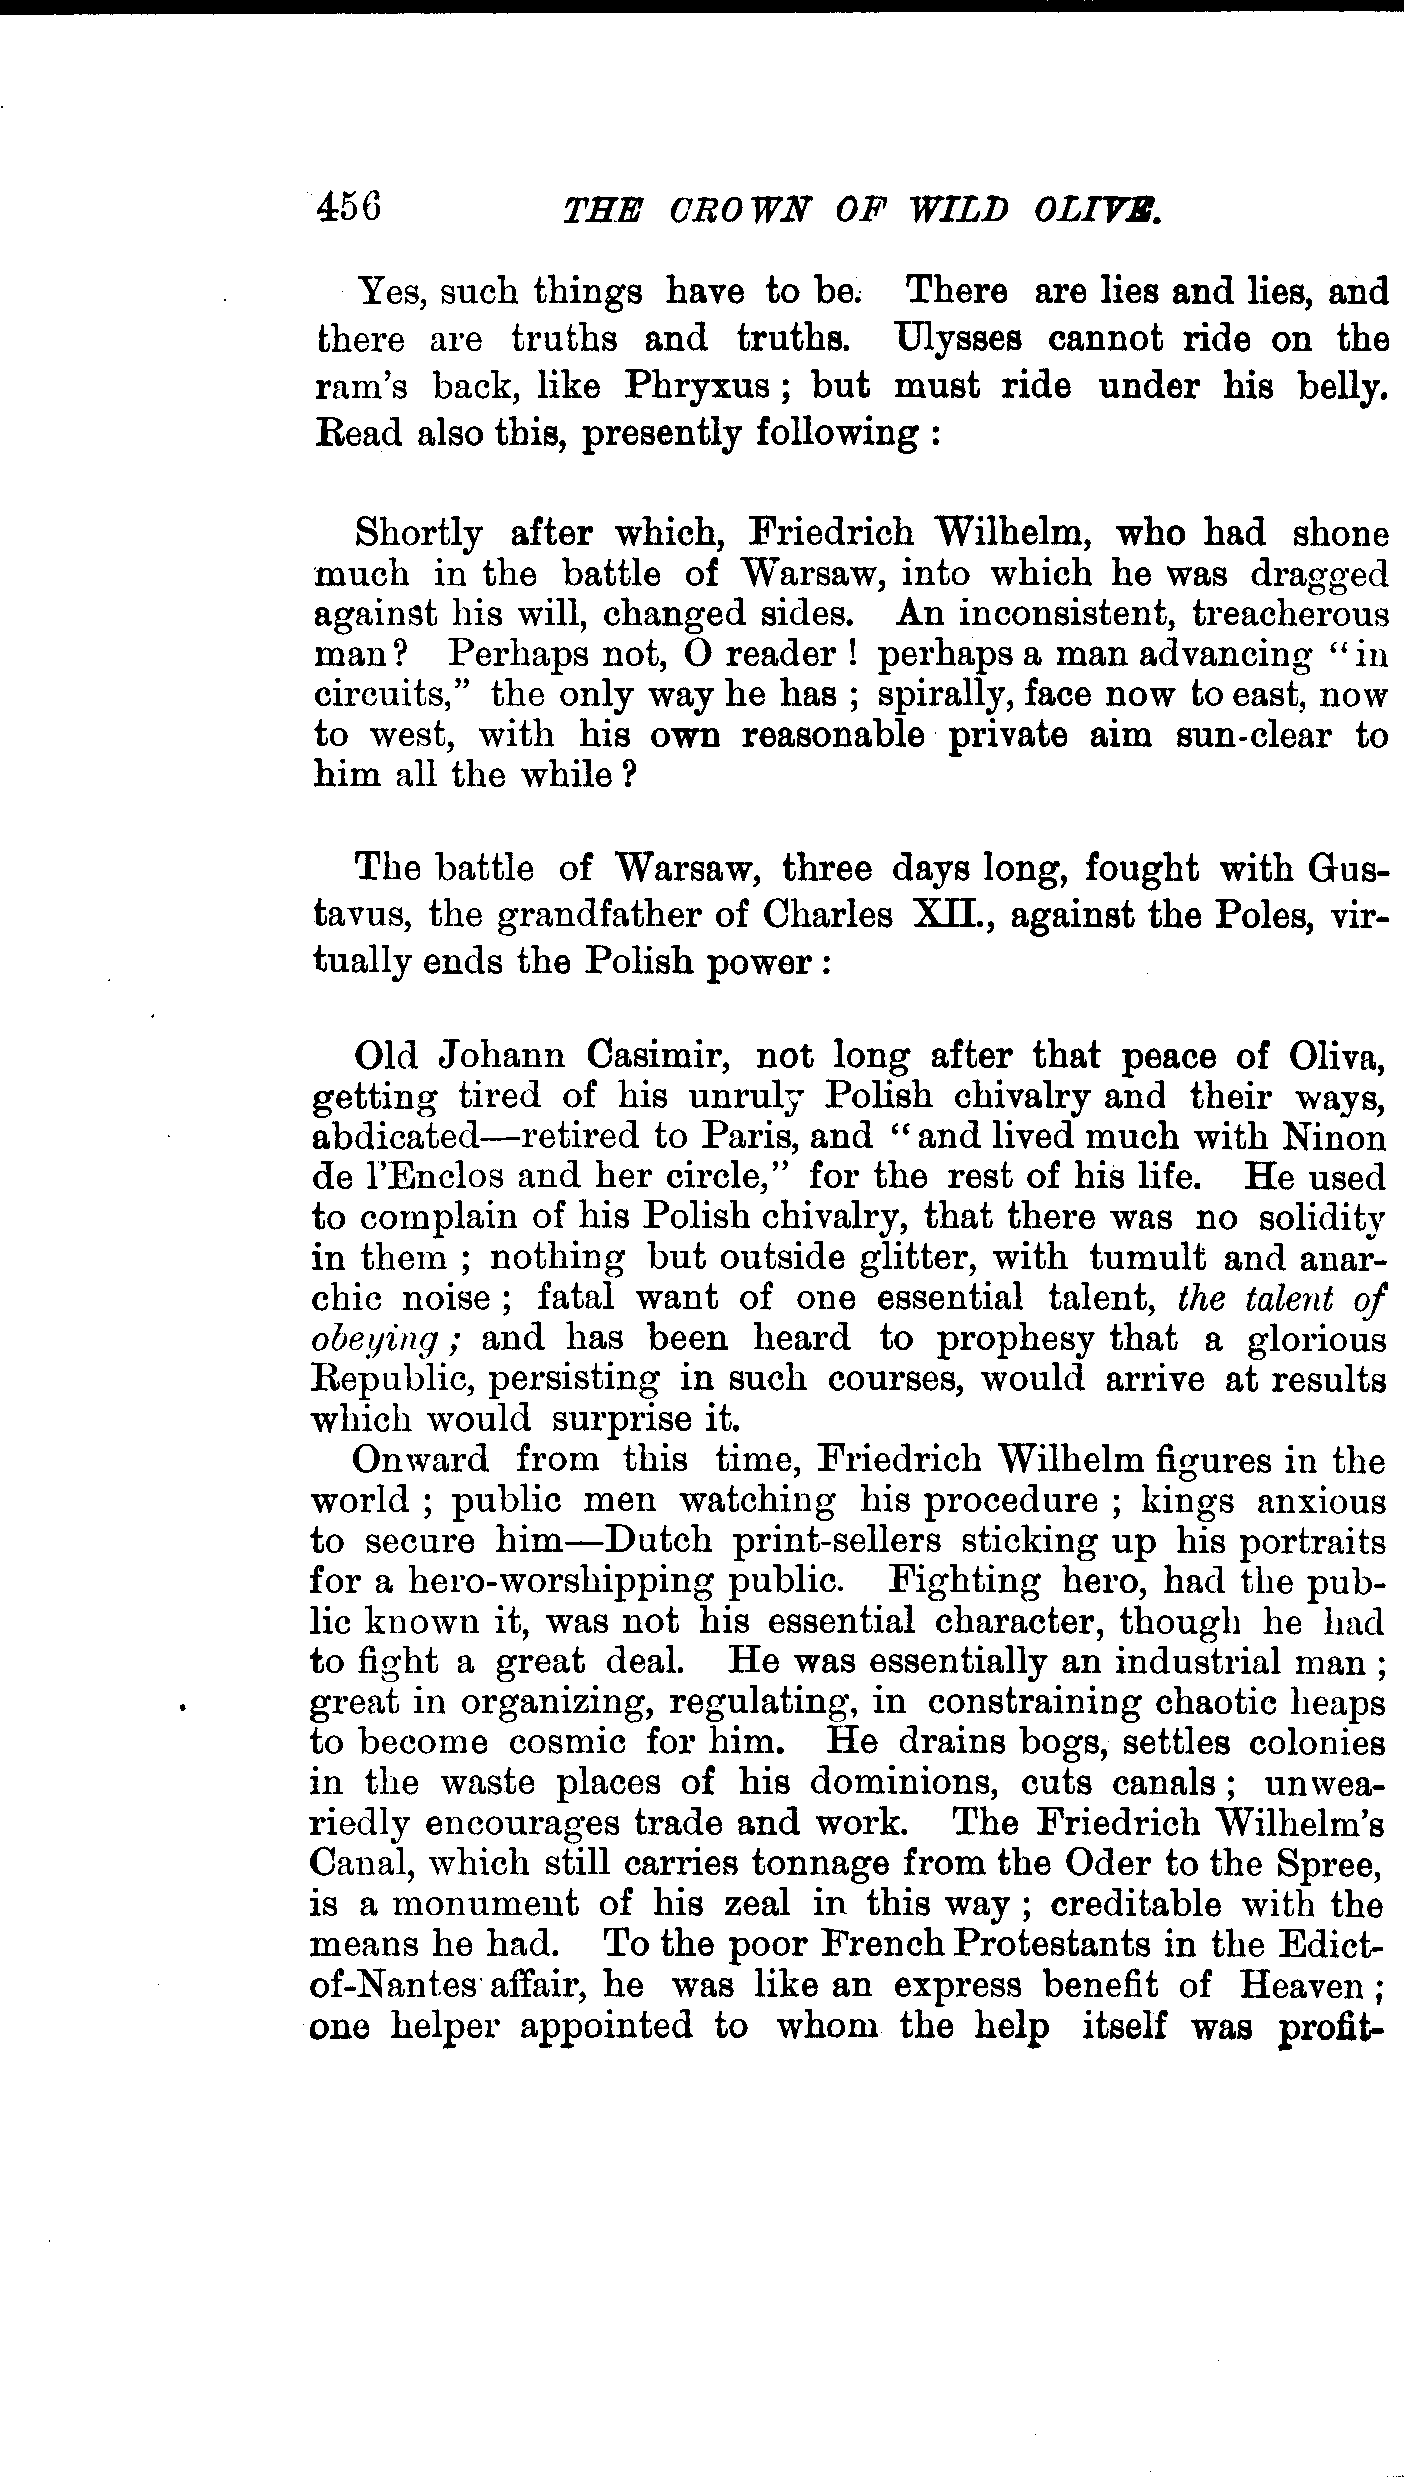 456 THE CROWN OF WILD OLIVE.
Yes, such things have to be. There are lies and lies, and
there are truths and truths. Ulysses cannot ride on the
ram's back, like Phryxus ; but must ride under his belly.
Read also this, presently following :
Shortly after which, Friedrich Wilhelm, who had shone
much in the battle of Warsaw, into which he was dragged
against his will, changed sides. An inconsistent, treacherous
man? Perhaps not, O reader ! perhaps a man advancing "in
circuits," the only way he has ; spirally, face now to east, now
to west, with his own reasonable private aim sun-clear to
him all the while ?
The battle of Warsaw, three days long, fought with Gus-
tavus, the grandfather of Charles XII., against the Poles, vir-
tually ends the Polish power :
Old Johann Casimir, not long after that peace of Oliva,
getting tired of his unruly Polish chivalry and their ways,
abdicated—retired to Paris, and "and lived much with Ninon
de l'Enclos and her circle," for the rest of his life. He used
to complain of his Polish chivalry, that there was no solidity
in them ; nothing but outside glitter, with tumult and anar-
chic noise ; fatal want of one essential talent, the talent of
obeying ; and has been heard to prophesy that a glorious
Republic, persisting in such courses, would arrive at results
which would surprise it.
Onward from this time, Friedrich Wilhelm figures in the
world ; public men watching his procedure ; kings anxious
to secure him—Dutch print-sellers sticking up his portraits
for a hero-worshipping public. Fighting hero, had the pub-
lic known it, was not his essential character, though he had
to fight a great deal. He was essentially an industrial man ;
great in organizing, regulating, in constraining chaotic heaps
to become cosmic for him. He drains bogs, settles colonies
in the waste places of his dominions, cuts canals ; unwea-
riedly encourages trade and work. The Friedrich Wilhelm's
Canal, which still carries tonnage from the Oder to the Spree,
is a monument of his zeal in this way ; creditable with the
means he had. To the poor French Protestants in the Edict-
of-Nantes affair, he was like an express benefit of Heaven ;
one helper appointed to whom the help itself was profit-